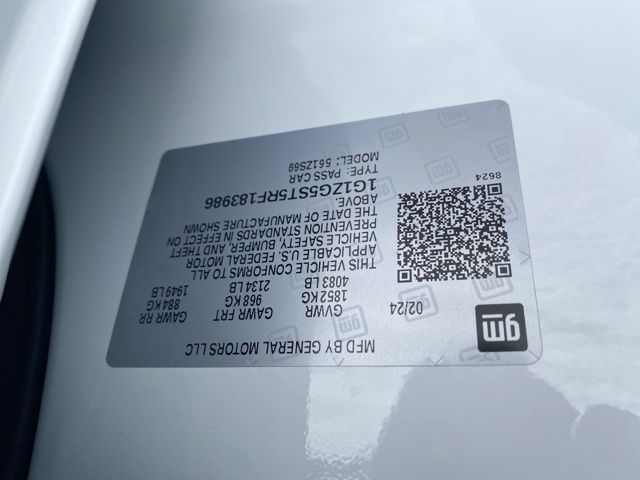 gm
MFD BY GENERAL MOTORS LLC
02/24 GVWR GAWR FRT GAWR RR
1852 KG 968 KG 884 KG
4083 LB 2134 LB 1949 LB
THIS VEHICLE CONFORMS TO ALL
APPLICABLE U.S. FEDERAL MOTOR
VEHICLE SAFETY, BUMPER, AND THEFT
PREVENTION STANDARDS IN EFFECT ON
THE DATE OF MANUFACTURE SHOWN
ABOVE.
1G1ZG5ST5RF183986
TYPE: PASS CAR
MODEL: 561ZS69
8624